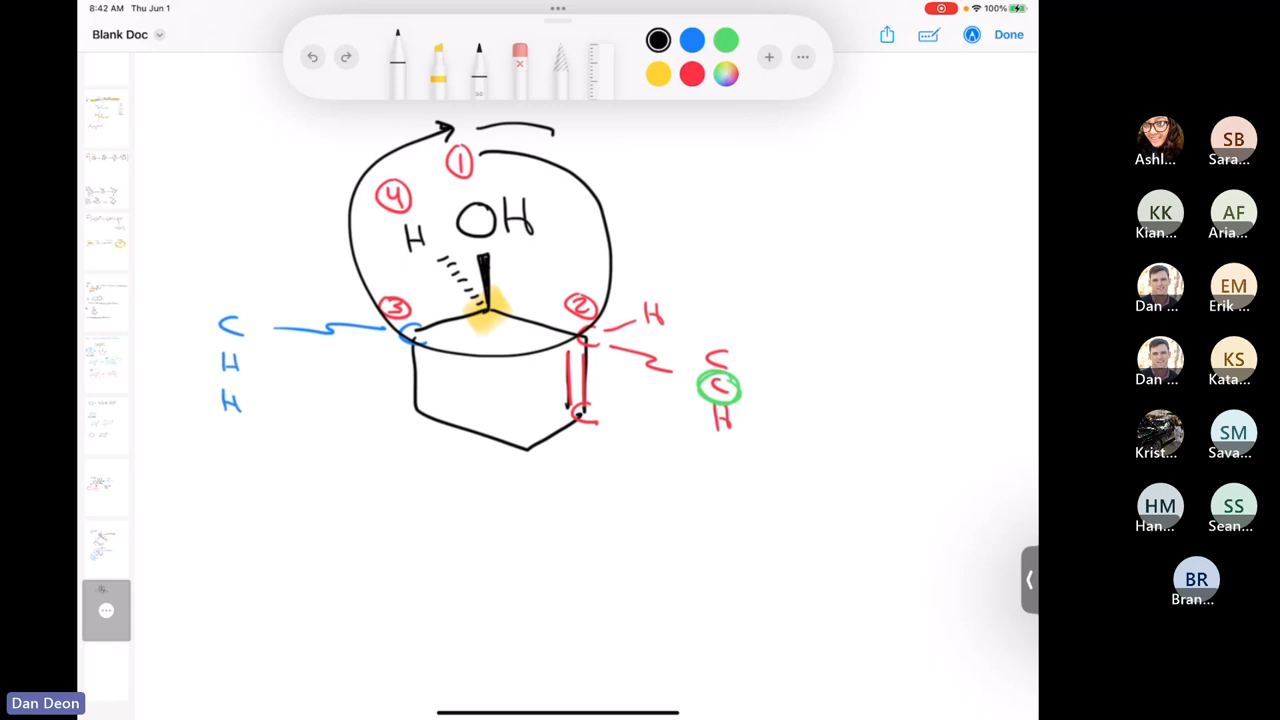 8:42 AM Thu Jun 1
100%
Blank Doc
Done
1
4
OH
H
3
2
H
C
C
C
C
H
C
C
H
H
C
Ashl...
SB
Sara...
KK
Kian...
AF
Aria...
Dan ...
EM
Erik ...
Dan ...
KS
Kata...
Krist...
SM
Sava...
HM
Han...
SS
Sean...
BR
Bran...
Dan Deon